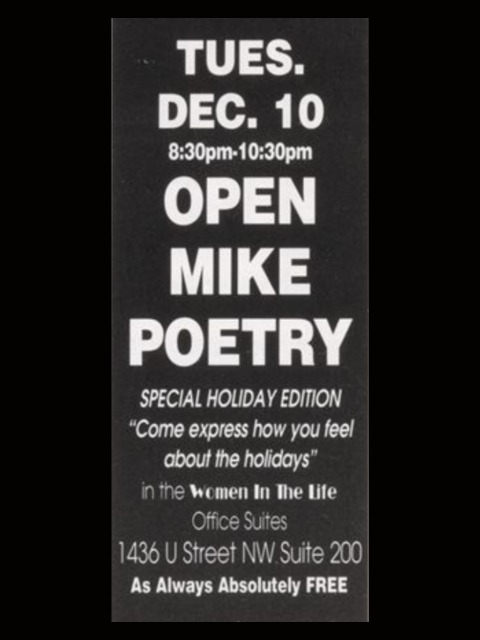 TUES.
DEC. 10
8:30pm-10:30pm
OPEN
MIKE
POETRY
SPECIAL HOLIDAY EDITION
“Come express how you feel
about the holidays”
in the Women In The Life
Office Suites
1436 U Street NW Suite 200
As Always Absolutely FREE